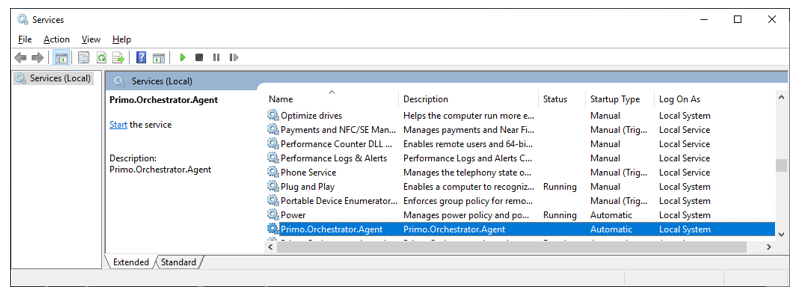 Services
File Action View Help
Services (Local)
Services (Local)
Primo.Orchestrator.Agent
Start the service
Description:
Primo.Orchestrator.Agent
Name Description Status Startup Type Log On As
Optimize drives Helps the computer run more e... Manual Local System
Payments and NFC/SE Man... Manages payments and Near Fi... Manual (Trig... Local Service
Performance Counter DLL ... Enables remote users and 64-bi... Manual Local Service
Performance Logs & Alerts Performance Logs and Alerts C... Manual Local Service
Phone Service Manages the telephony state o... Manual (Trig... Local Service
Plug and Play Enables a computer to recogniz... Running Manual Local System
Portable Device Enumerator... Enforces group policy for remo... Manual (Trig... Local System
Power Manages power policy and po... Running Automatic Local System
Primo.Orchestrator.Agent Primo.Orchestrator.Agent Automatic Local System
Extended Standard